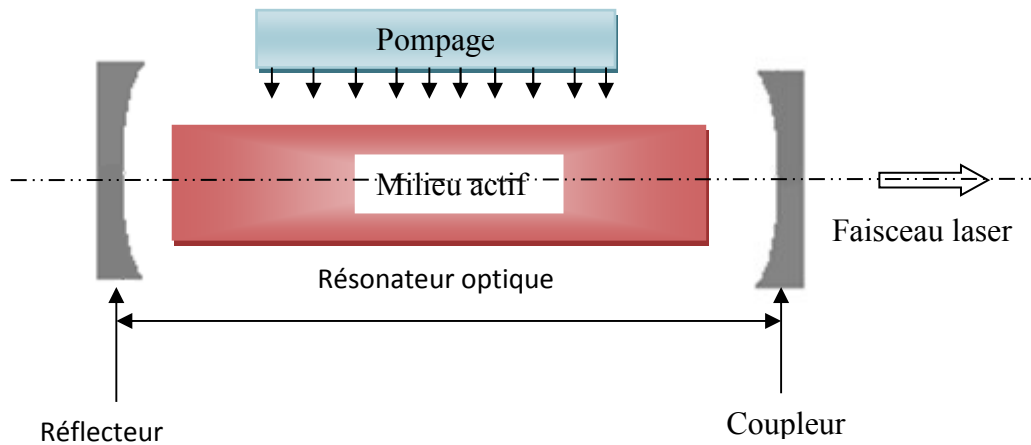 Pompage
Milieu actif
Faisceau laser
Résonateur optique
Réflecteur
Coupleur